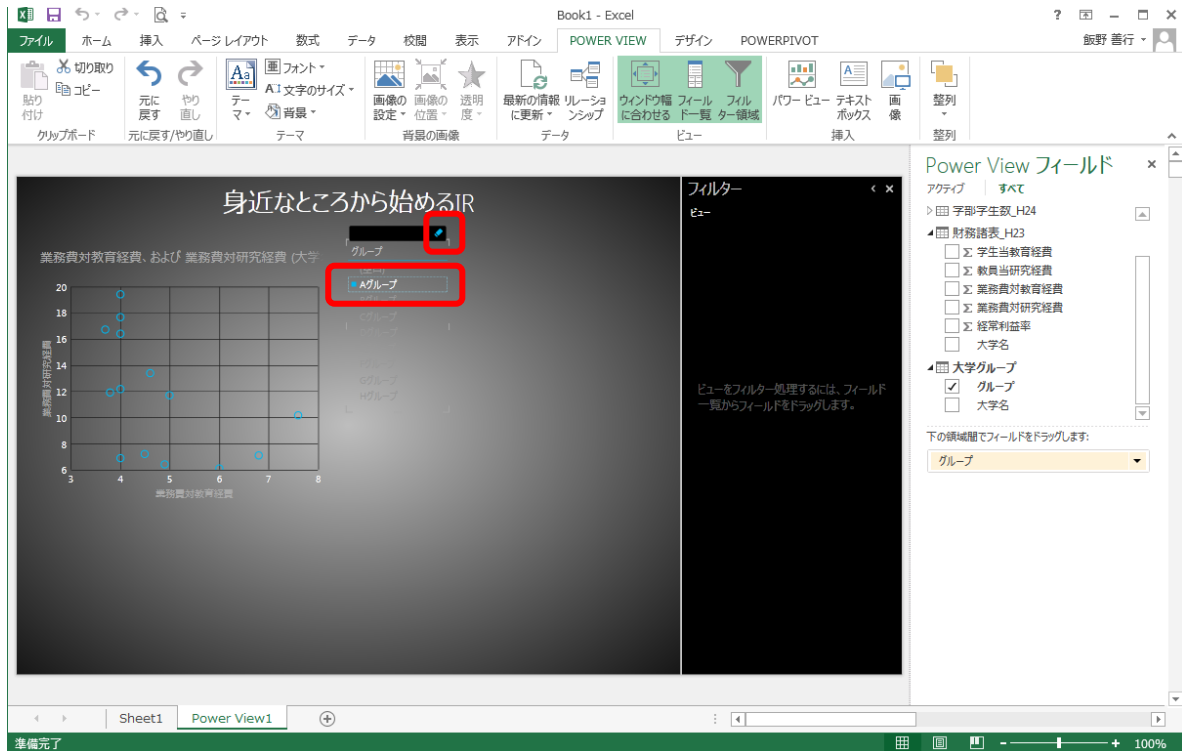 Book1 - Excel
ファイル ホーム 挿入 ページ レイアウト 数式 データ 校閲 表示 アドイン POWER VIEW デザイン POWERPIVOT 飯野 善行
貼り付け
切り取り
コピー
クリップボード
元に戻す
やり直し
元に戻す/やり直し
テーマ
フォント
文字のサイズ
背景
テーマ
画像の設定
画像の位置
透明度
背景の画像
最新の情報に更新
リレーションシップ
データ
ウィンドウ幅に合わせる
フィールド一覧
フィルター領域
ビュー
パワー ビュー
テキスト ボックス
画像
挿入
整列
整列
身近なところから始めるIR
業務費対教育経費、および 業務費対研究経費 (大学
業務費対研究経費
20
18
16
14
12
10
8
6
3 4 5 6 7 8
業務費対教育経費
グループ
Aグループ
Gグループ
Hグループ
フィルター
ビュー
ビューをフィルター処理するには、フィールド
一覧からフィールドをドラッグします。
Power View フィールド
アクティブ すべて
学部学生数_H24
財務諸表_H23
Σ 学生当教育経費
Σ 教員当研究経費
Σ 業務費対教育経費
Σ 業務費対研究経費
Σ 経常利益率
大学名
大学グループ
グループ
大学名
下の領域間でフィールドをドラッグします:
グループ
Sheet1 Power View1
準備完了
100%